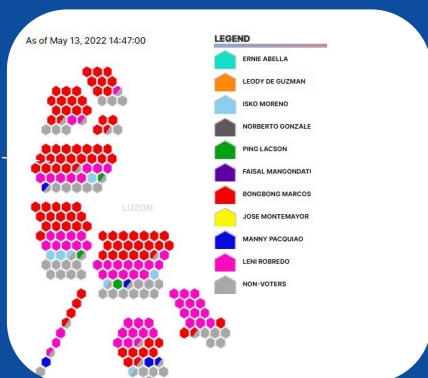 As of May 13, 2022 14:47:00
LEGEND
ERNIE ABELLA
LEODY DE GUZMAN
ISKO MORENO
NORBERTO GONZALE
PING LACSON
FAISAL MANGONDATO
BONGBONG MARCOS
JOSE MONTEMAYOR
MANNY PACQUIAO
LENI ROBREDO
NON-VOTERS
LUZON